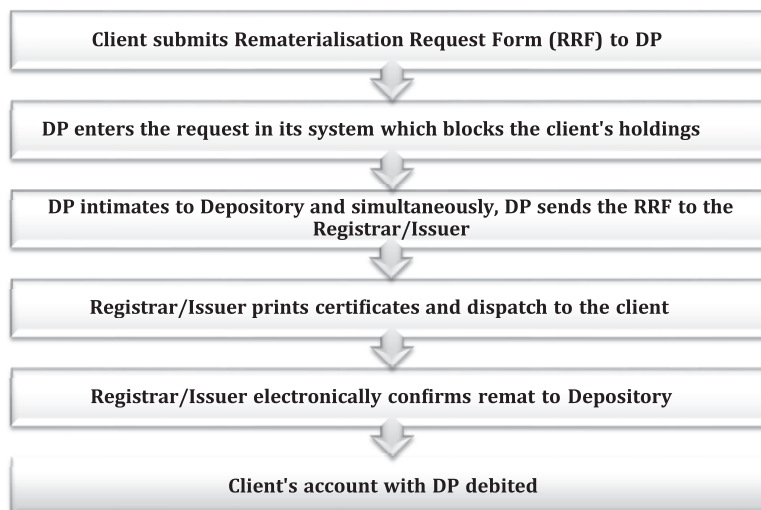 Client submits Rematerialisation Request Form (RRF) to DP
DP enters the request in its system which blocks the client's holdings
DP intimates to Depository and simultaneously, DP sends the RRF to the
Registrar/Issuer
Registrar/Issuer prints certificates and dispatch to the client
Registrar/Issuer electronically confirms remat to Depository
Client's account with DP debited